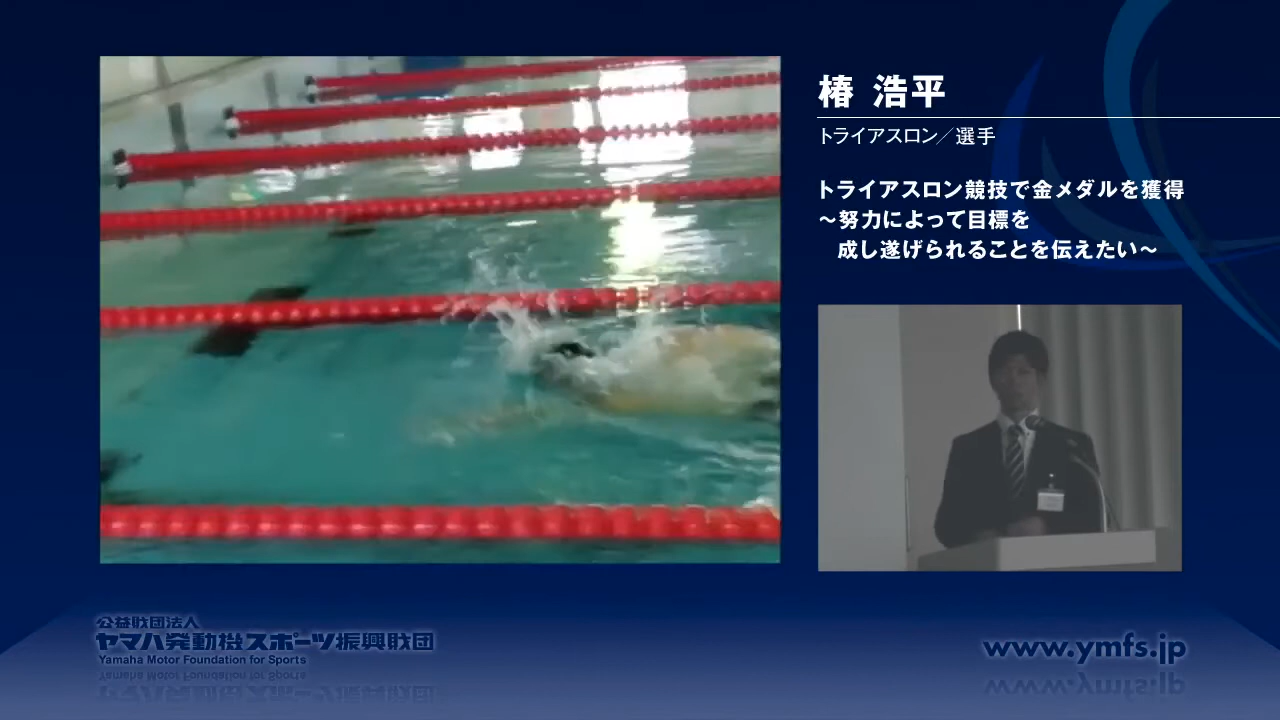 椿 浩平
トライアスロン／選手
トライアスロン競技で金メダルを獲得
～努力によって目標を
成し遂げられることを伝えたい～
公益財団法人
ヤマハ発動機スポーツ振興財団
Yamaha Motor Foundation for Sports
www.ymfs.jp